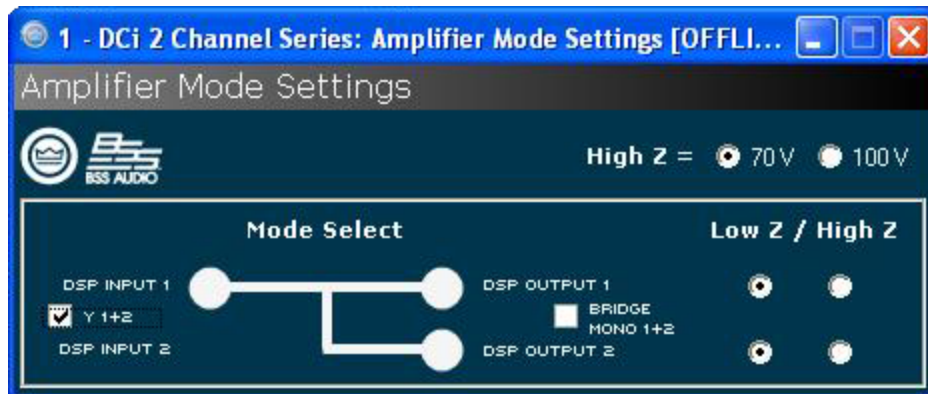 1 - DCi 2 Channel Series: Amplifier Mode Settings [OFFLI...
Amplifier Mode Settings
BSS AUDIO
High Z = 70V 100V
Mode Select
Low Z / High Z
DSP INPUT 1
DSP OUTPUT 1
Y 1+2
BRIDGE
MONO 1+2
DSP INPUT 2
DSP OUTPUT 2